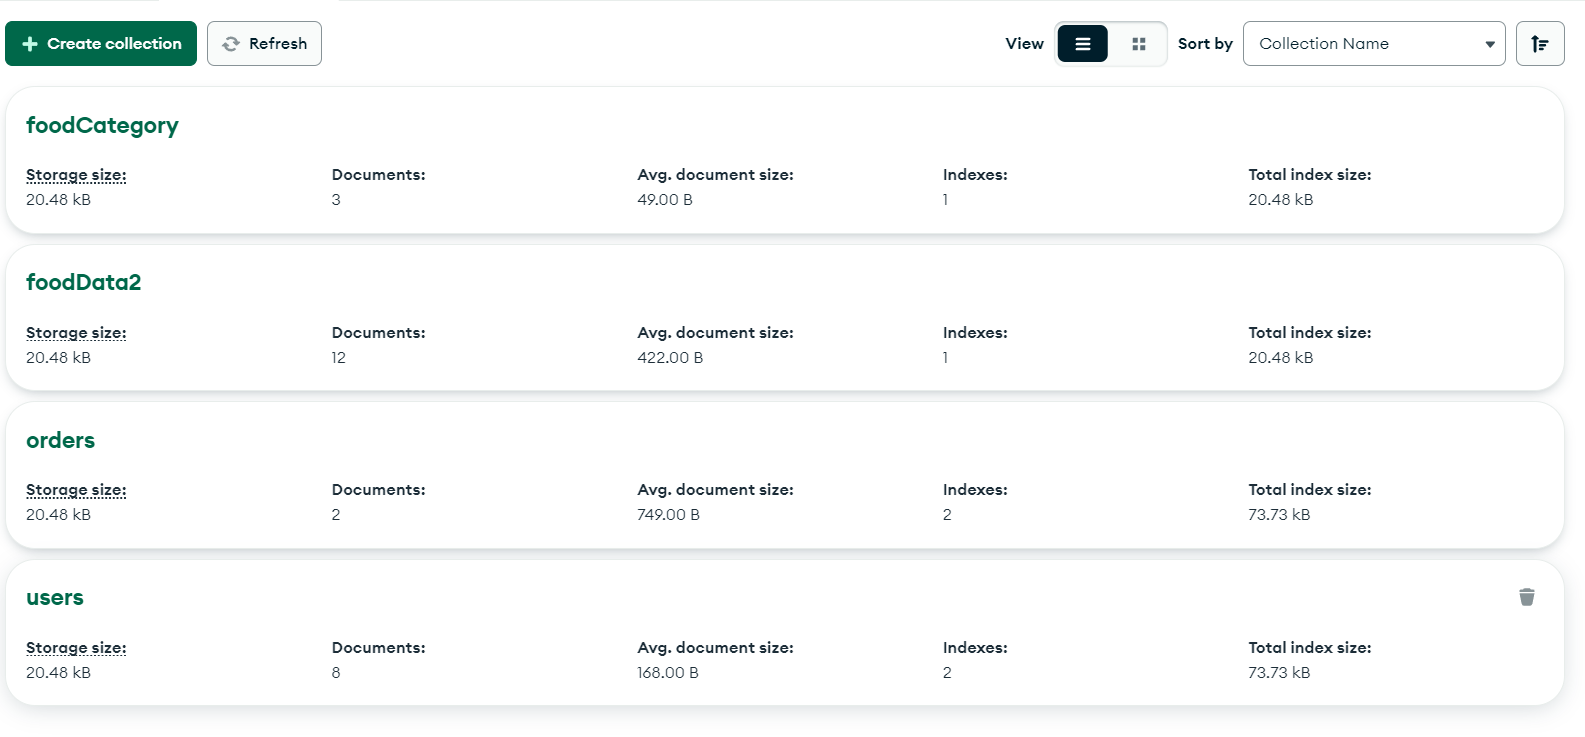 Create collection Refresh View Sort by Collection Name
foodCategory
Storage size: Documents: Avg. document size: Indexes: Total index size:
20.48 kB 3 49.00 B 1 20.48 kB
foodData2
Storage size: Documents: Avg. document size: Indexes: Total index size:
20.48 kB 12 422.00 B 1 20.48 kB
orders
Storage size: Documents: Avg. document size: Indexes: Total index size:
20.48 kB 2 749.00 B 2 73.73 kB
users
Storage size: Documents: Avg. document size: Indexes: Total index size:
20.48 kB 8 168.00 B 2 73.73 kB